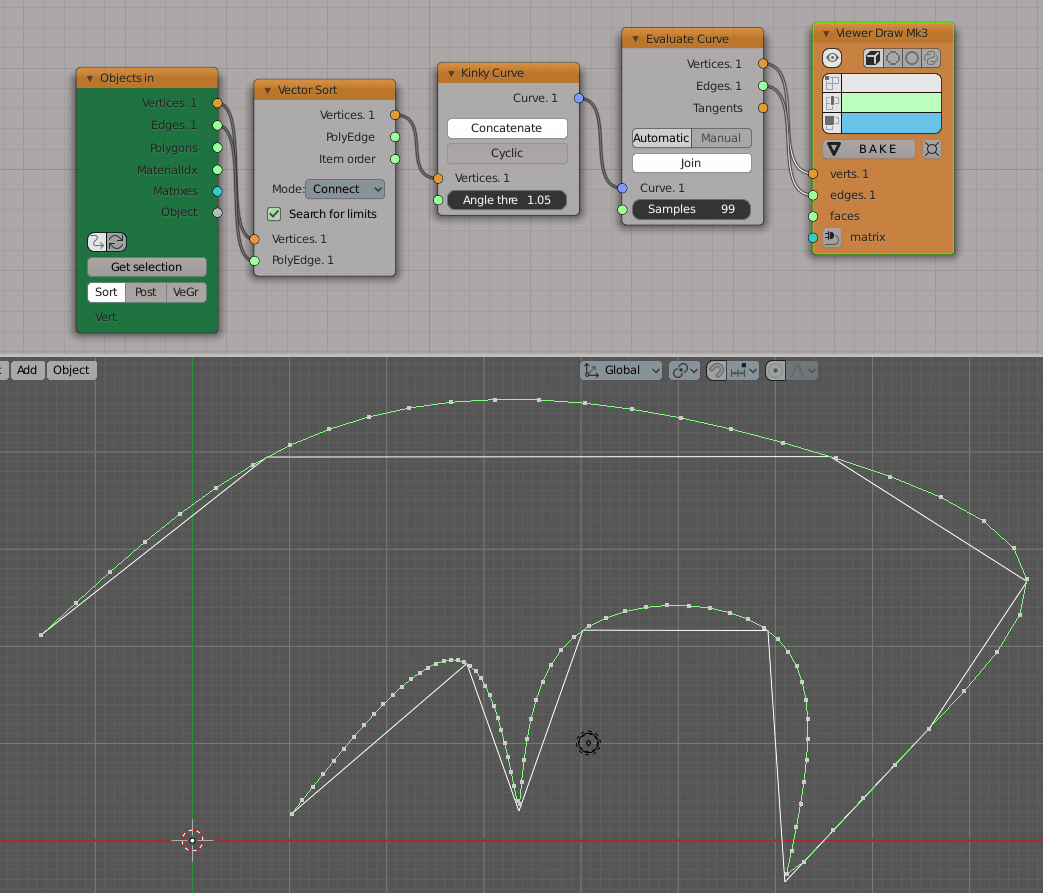 Objects in
Vertices. 1
Edges. 1
Polygons
MaterialIdx
Matrixes
Object
Get selection
Sort Post VeGr
Vert
Vector Sort
Vertices. 1
PolyEdge
Item order
Mode: Connect
Search for limits
Vertices. 1
PolyEdge. 1
Kinky Curve
Curve. 1
Concatenate
Cyclic
Vertices. 1
Angle thre 1.05
Evaluate Curve
Vertices. 1
Edges. 1
Tangents
Automatic Manual
Join
Curve. 1
Samples 99
Viewer Draw Mk3
BAKE
verts. 1
edges. 1
faces
matrix
Add Object
Global